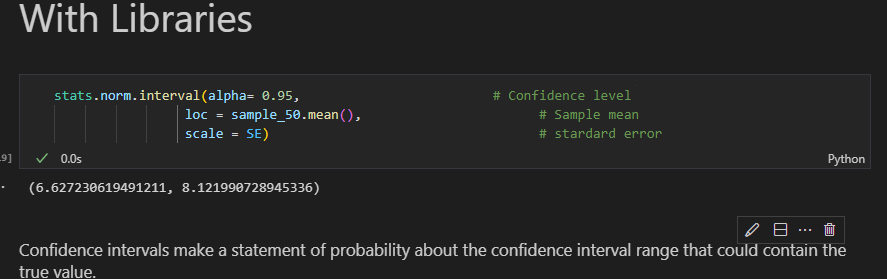 With Libraries
stats.norm.interval(alpha= 0.95, # Confidence level
loc = sample_50.mean(), # Sample mean
scale = SE) # stardard error
9] 0.0s Python
(6.627230619491211, 8.121990728945336)
Confidence intervals make a statement of probability about the confidence interval range that could contain the
true value.